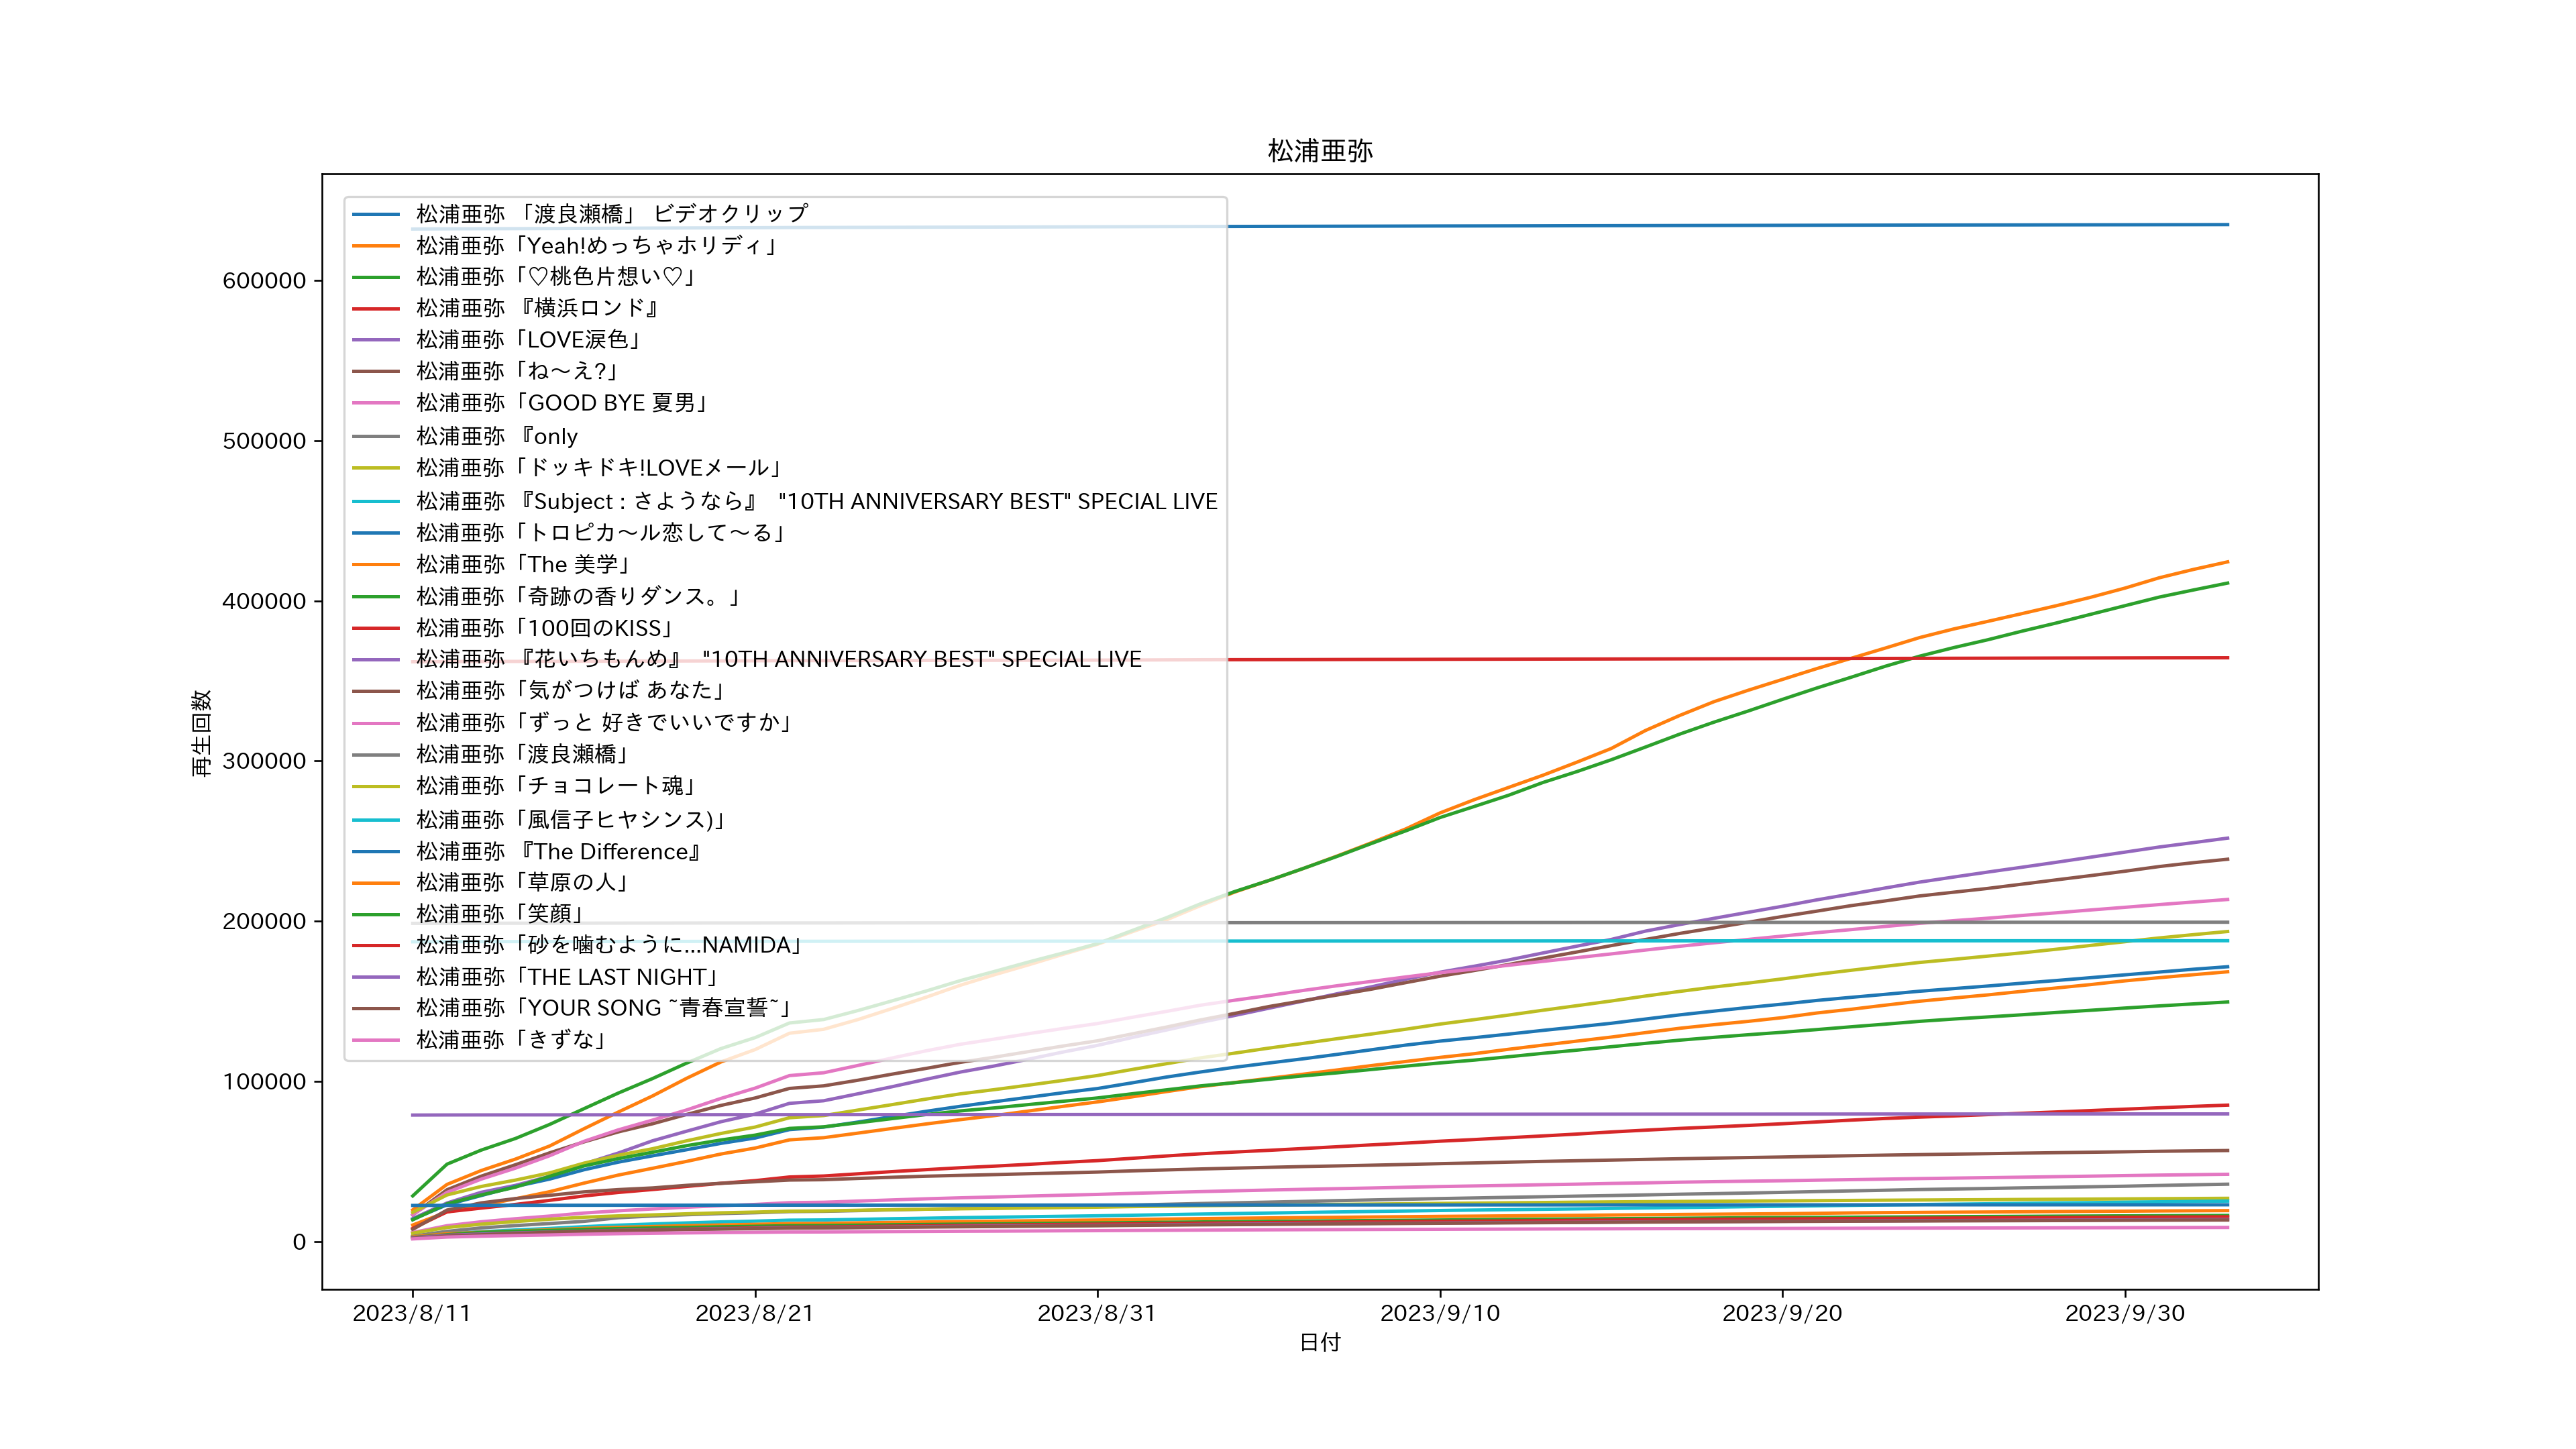 松浦亜弥
松浦亜弥 「渡良瀬橋」 ビデオクリップ
松浦亜弥「Yeah!めっちゃホリディ」
松浦亜弥「♡桃色片想い♡」
松浦亜弥 『横浜ロンド』
松浦亜弥「LOVE涙色」
松浦亜弥「ね～え?」
松浦亜弥「GOOD BYE 夏男」
松浦亜弥 『only
松浦亜弥「ドッキドキ!LOVEメール」
松浦亜弥 『Subject : さようなら』 "10TH ANNIVERSARY BEST" SPECIAL LIVE
松浦亜弥「トロピカ～ル恋して～る」
松浦亜弥「The 美学」
松浦亜弥「奇跡の香りダンス。」
松浦亜弥「100回のKISS」
松浦亜弥 『花いちもんめ』 "10TH ANNIVERSARY BEST" SPECIAL LIVE
松浦亜弥「気がつけば あなた」
松浦亜弥「ずっと 好きでいいですか」
松浦亜弥「渡良瀬橋」
松浦亜弥「チョコレート魂」
松浦亜弥「風信子ヒヤシンス)」
松浦亜弥 『The Difference』
松浦亜弥「草原の人」
松浦亜弥「笑顔」
松浦亜弥「砂を噛むように...NAMIDA」
松浦亜弥「THE LAST NIGHT」
松浦亜弥「YOUR SONG ~青春宣誓~」
松浦亜弥「きずな」
再生回数
600000
500000
400000
300000
200000
100000
0
2023/8/11 2023/8/21 2023/8/31 2023/9/10 2023/9/20 2023/9/30
日付